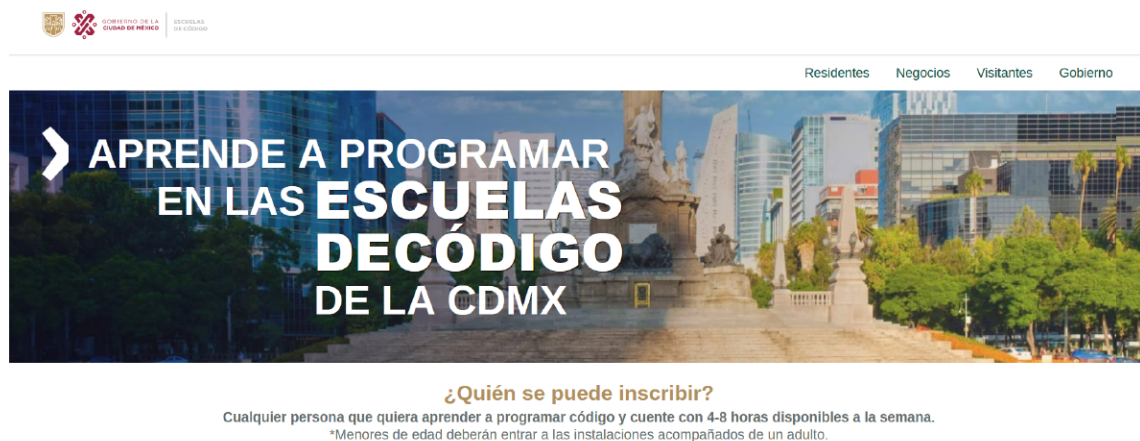 GOBIERNO DE LA
CIUDAD DE MÉXICO
ESCUELAS
DE CÓDIGO
Residentes Negocios Visitantes Gobierno
APRENDE A PROGRAMAR
EN LAS ESCUELAS
DECÓDIGO
DE LA CDMX
¿Quién se puede inscribir?
Cualquier persona que quiera aprender a programar código y cuente con 4-8 horas disponibles a la semana.
*Menores de edad deberán entrar a las instalaciones acompañados de un adulto.